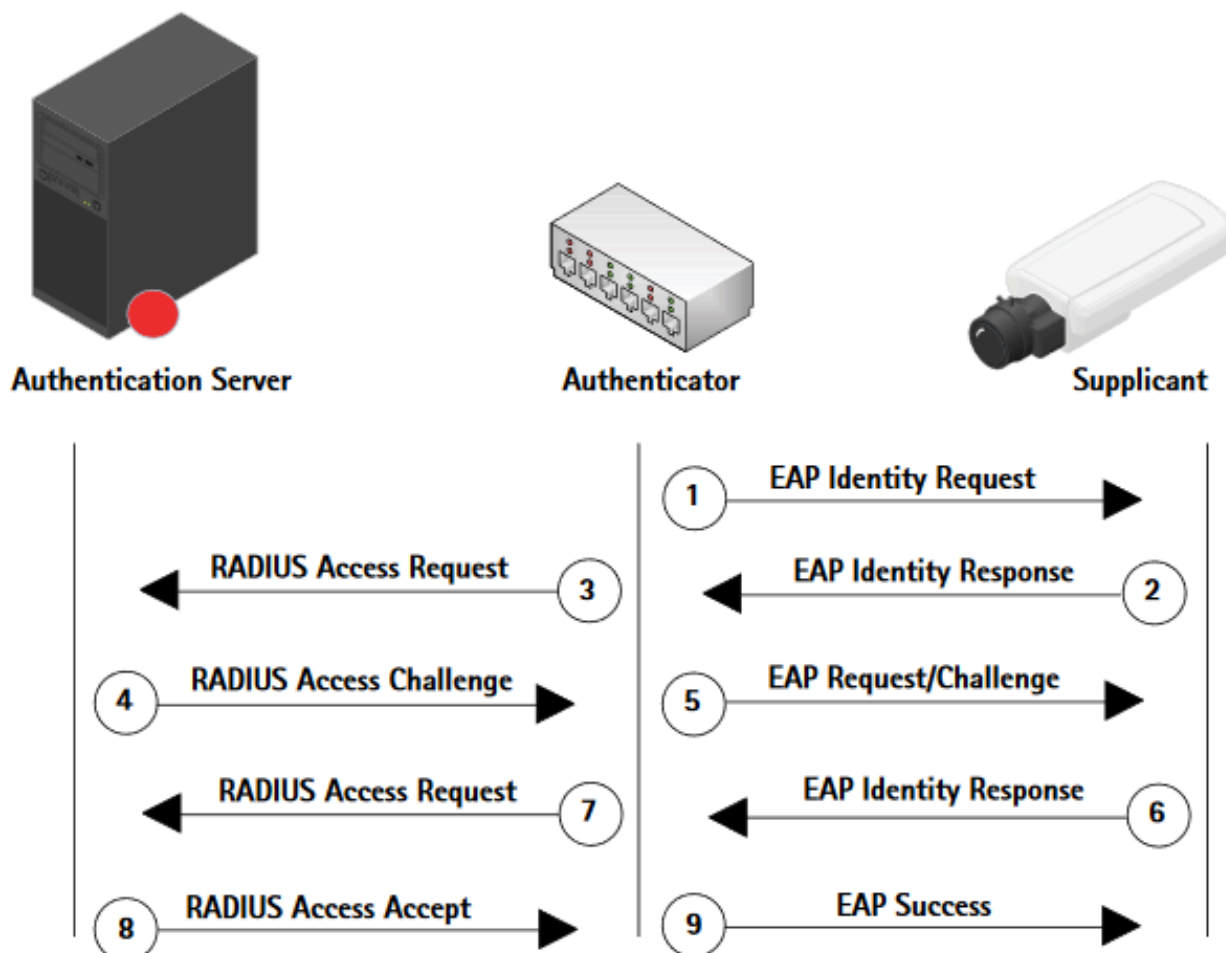 Authentication Server
Authenticator
Supplicant
1
EAP Identity Request
RADIUS Access Request
3
EAP Identity Response
2
4
RADIUS Access Challenge
5
EAP Request/Challenge
RADIUS Access Request
7
EAP Identity Response
6
8
RADIUS Access Accept
9
EAP Success